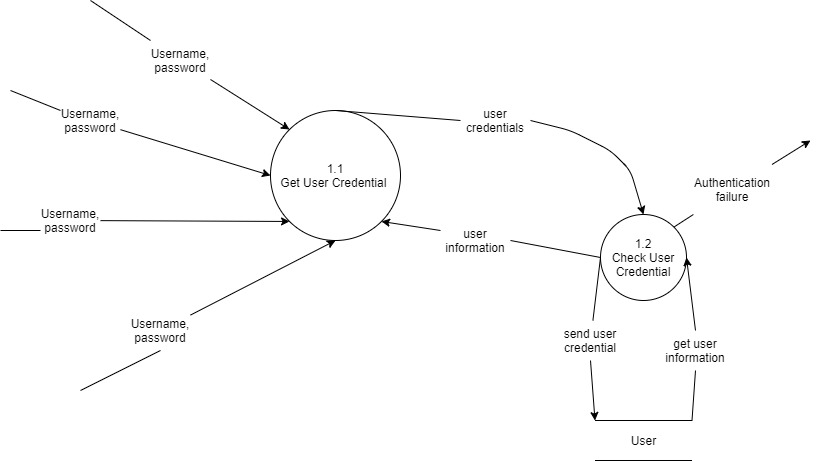 Username,
password
Username,
password
user
credentials
1.1
Get User Credential
Authentication
failure
Username,
password
user
information
1.2
Check User
Credential
Username,
password
send user
credential
get user
information
User